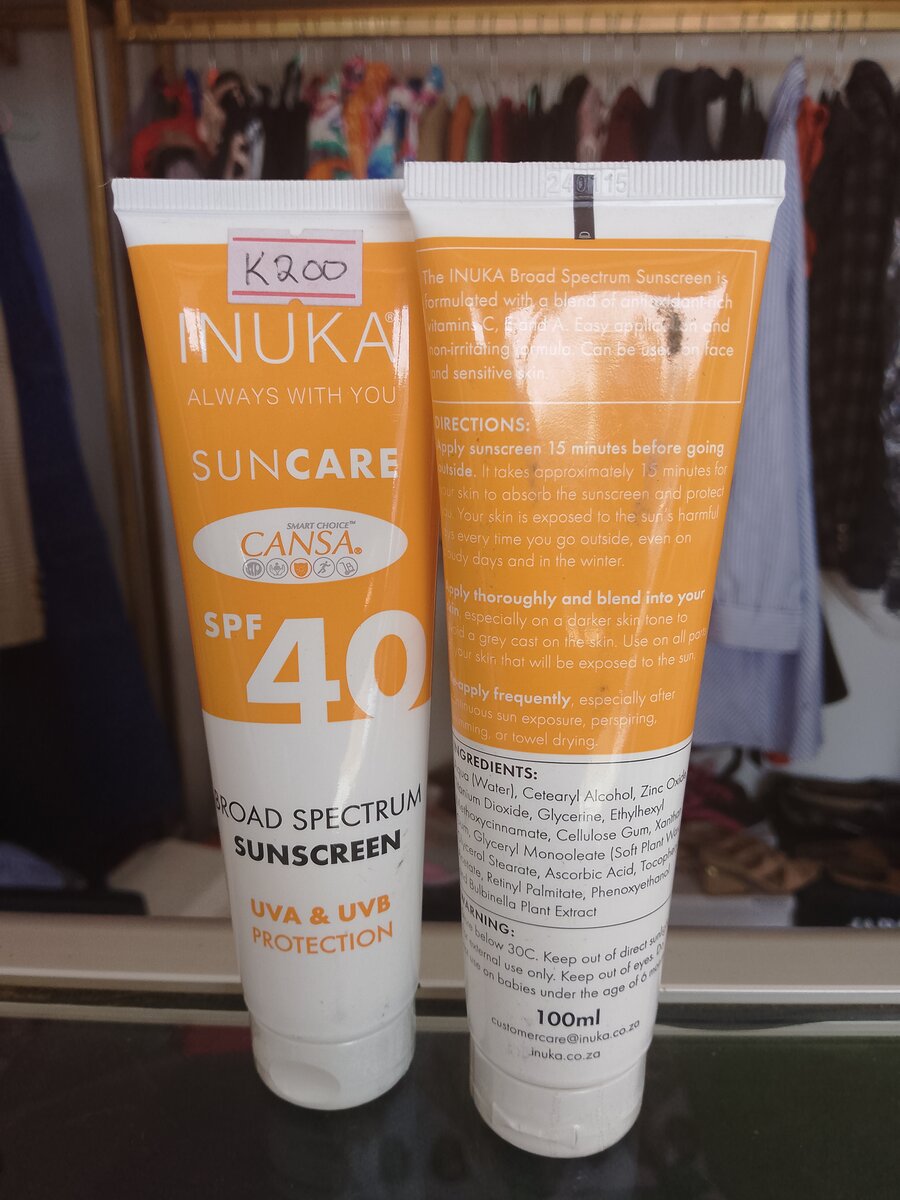 K200
INUKA®
ALWAYS WITH YOU
SUNCARE
SMART CHOICE™
CANSA®
SPF 40
BROAD SPECTRUM
SUNSCREEN
UVA & UVB
PROTECTION
The INUKA Broad Spectrum Sunscreen is
formulated with a blend of antioxidant-rich
vitamins C, E and A. Easy application and
non-irritating formula. Can be used on face
and sensitive skin.
DIRECTIONS:
Apply sunscreen 15 minutes before going
outside. It takes approximately 15 minutes for
your skin to absorb the sunscreen and protect
Your skin is exposed to the sun's harmful
every time you go outside, even on
cloudy days and in the winter.
Apply thoroughly and blend into your
skin, especially on a darker skin tone to
a grey cast on the skin. Use on all parts
your skin that will be exposed to the sun.
Re-apply frequently, especially after
continuous sun exposure, perspiring,
swimming, or towel drying.
INGREDIENTS:
Aqua (Water), Cetearyl Alcohol, Zinc Oxide,
Titanium Dioxide, Glycerine, Ethylhexyl
Methoxycinnamate, Cellulose Gum, Xanthan
Gum, Glyceryl Monooleate (Soft Plant Wax
Glycerol Stearate, Ascorbic Acid, Tocopheryl
Acetate, Retinyl Palmitate, Phenoxyethanol
and Bulbinella Plant Extract
WARNING:
below 30C. Keep out of direct sunlight
For external use only. Keep out of eyes.
use on babies under the age of 6
100ml
customercare@inuka.co.za
inuka.co.za